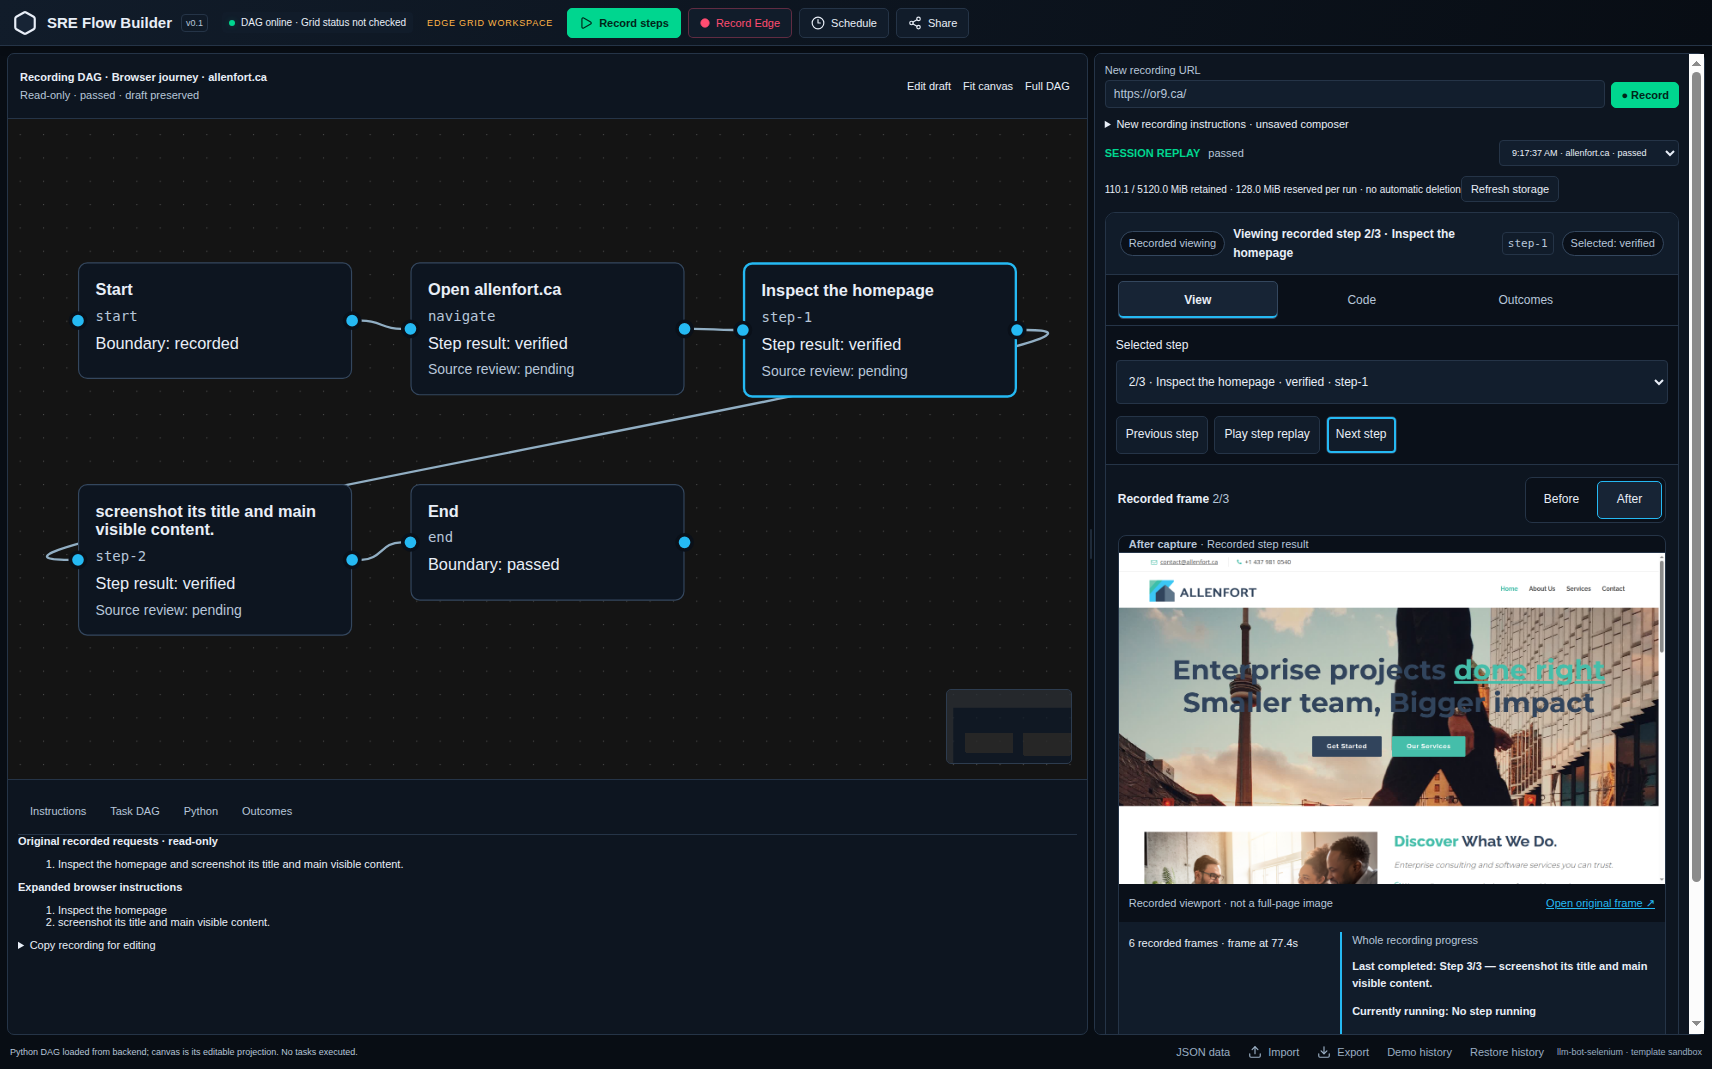 SRE Flow Builder v0.1 DAG online · Grid status not checked EDGE GRID WORKSPACE Record steps Record Edge Schedule Share
Recording DAG · Browser journey · allenfort.ca
Read-only · passed · draft preserved
Edit draft Fit canvas Full DAG
Start
start
Boundary: recorded
Open allenfort.ca
navigate
Step result: verified
Source review: pending
Inspect the homepage
step-1
Step result: verified
Source review: pending
screenshot its title and main
visible content.
step-2
Step result: verified
Source review: pending
End
end
Boundary: passed
Instructions Task DAG Python Outcomes
Original recorded requests · read-only
1. Inspect the homepage and screenshot its title and main visible content.
Expanded browser instructions
1. Inspect the homepage
2. screenshot its title and main visible content.
Copy recording for editing
New recording URL
https://or9.ca/
● Record
New recording instructions · unsaved composer
SESSION REPLAY passed
9:17:37 AM · allenfort.ca · passed
110.1 / 5120.0 MiB retained · 128.0 MiB reserved per run · no automatic deletion Refresh storage
Recorded viewing
Viewing recorded step 2/3 · Inspect the
homepage
step-1 Selected: verified
View Code Outcomes
Selected step
2/3 · Inspect the homepage · verified · step-1
Previous step Play step replay Next step
Recorded frame 2/3
Before After
After capture · Recorded step result
contact@allenfort.ca +1 437 981 0540
ALLENFORT
Home About Us Services Contact
Enterprise projects done right
Smaller team, Bigger impact
Get Started Our Services
Discover What We Do.
Enterprise consulting and software services you can trust.
Recorded viewport · not a full-page image
Open original frame ↗
6 recorded frames · frame at 77.4s
Whole recording progress
Last completed: Step 3/3 — screenshot its title and main
visible content.
Currently running: No step running
Python DAG loaded from backend; canvas is its editable projection. No tasks executed.
JSON data Import Export Demo history Restore history llm-bot-selenium · template sandbox